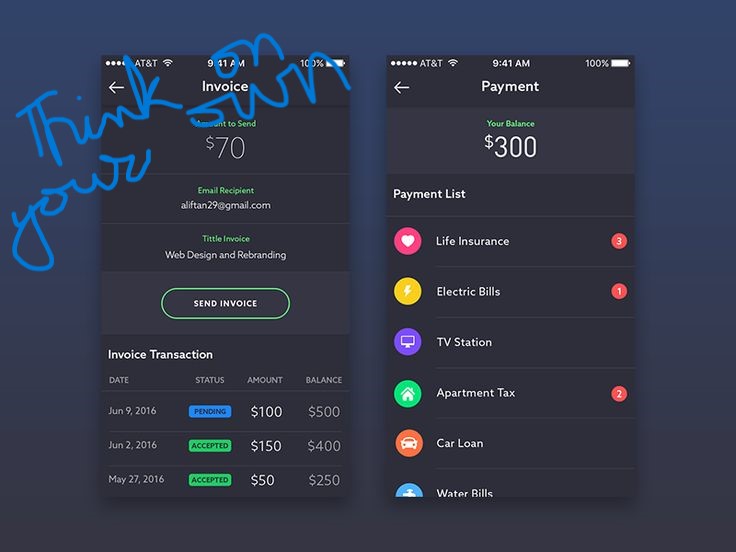 Think on
your own
AT&T 9:41 AM 100%
Invoice
Amount to Send
$70
Email Recipient
aliftan29@gmail.com
Tittle Invoice
Web Design and Rebranding
SEND INVOICE
Invoice Transaction
DATE STATUS AMOUNT BALANCE
Jun 9, 2016 PENDING $100 $500
Jun 2, 2016 ACCEPTED $150 $400
May 27, 2016 ACCEPTED $50 $250
AT&T 9:41 AM 100%
Payment
Your Balance
$300
Payment List
Life Insurance 3
Electric Bills 1
TV Station
Apartment Tax 2
Car Loan
Water Bills